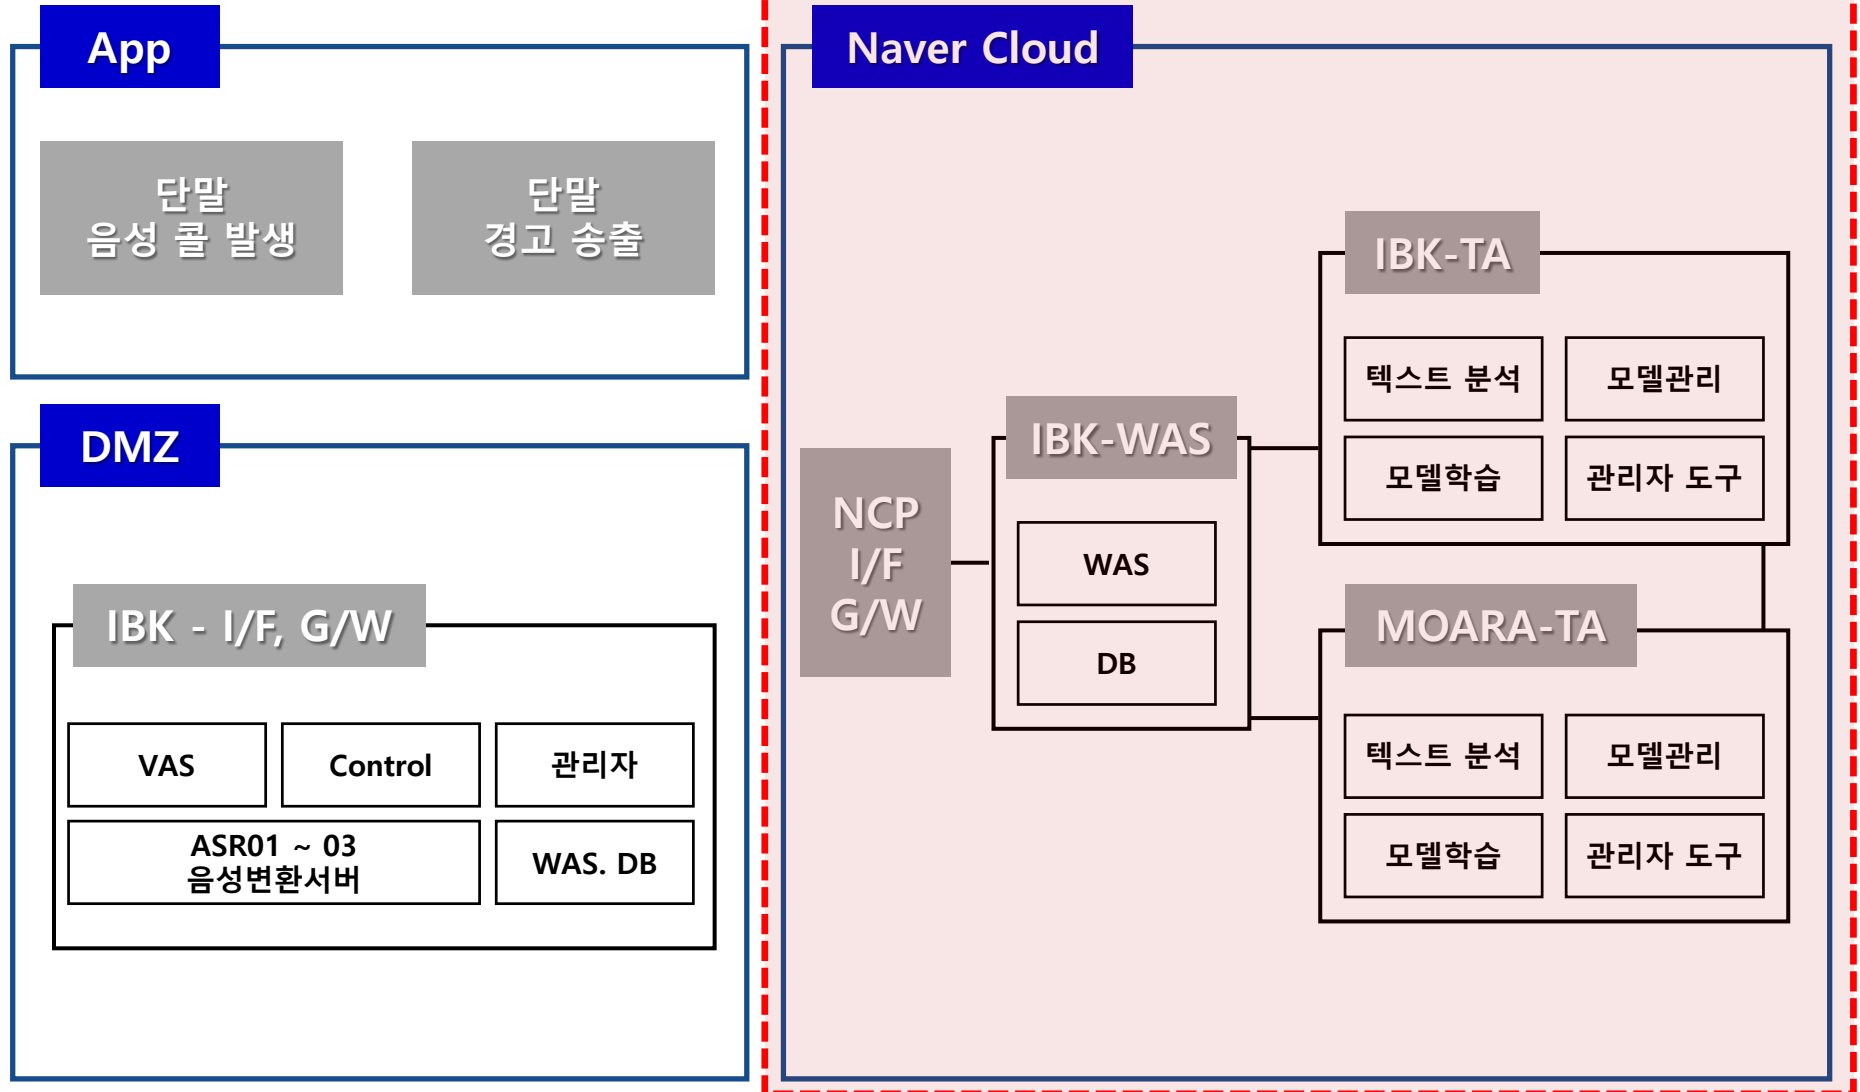 App
단말
음성 콜 발생
단말
경고 송출
DMZ
IBK - I/F, G/W
VAS
Control
관리자
ASR01 ~ 03
음성변환서버
WAS. DB
Naver Cloud
NCP
I/F
G/W
IBK-WAS
WAS
DB
IBK-TA
텍스트 분석
모델관리
모델학습
관리자 도구
MOARA-TA
텍스트 분석
모델관리
모델학습
관리자 도구